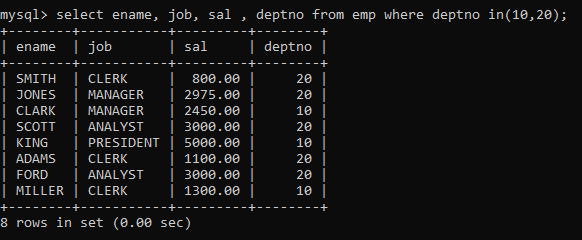 mysql> select ename, job, sal , deptno from emp where deptno in(10,20);
+--------+-----------+---------+--------+
| ename  | job       | sal     | deptno |
+--------+-----------+---------+--------+
| SMITH  | CLERK     |  800.00 |     20 |
| JONES  | MANAGER   | 2975.00 |     20 |
| CLARK  | MANAGER   | 2450.00 |     10 |
| SCOTT  | ANALYST   | 3000.00 |     20 |
| KING   | PRESIDENT | 5000.00 |     10 |
| ADAMS  | CLERK     | 1100.00 |     20 |
| FORD   | ANALYST   | 3000.00 |     20 |
| MILLER | CLERK     | 1300.00 |     10 |
+--------+-----------+---------+--------+
8 rows in set (0.00 sec)